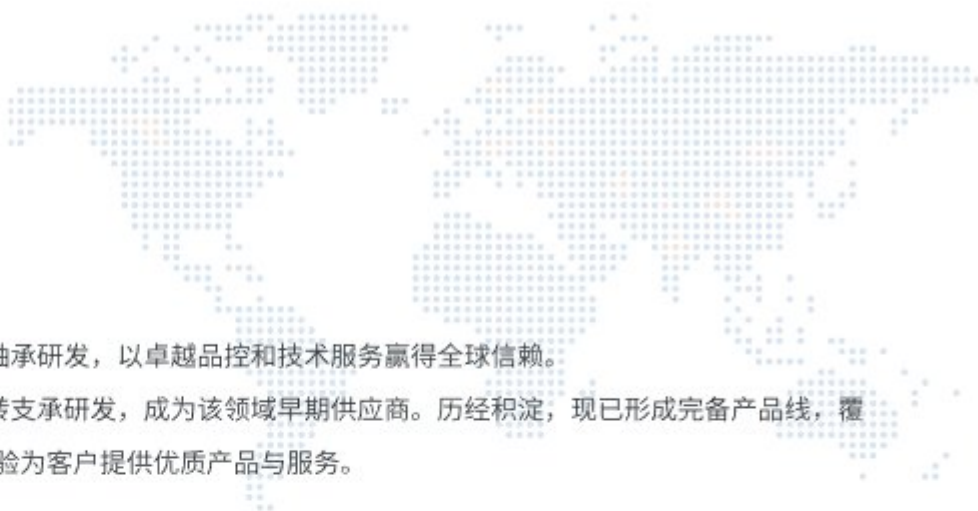 轴承研发，以卓越品控和技术服务赢得全球信赖。
转支承研发，成为该领域早期供应商。历经积淀，现已形成完备产品线，覆
验为客户提供优质产品与服务。